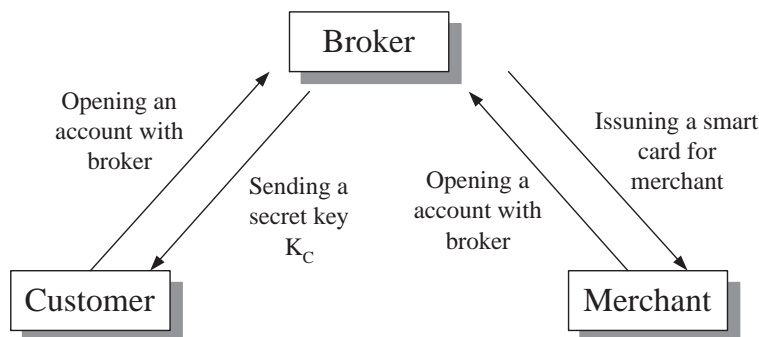 Broker
Opening an
account with
broker
Issuning a smart
card for
merchant
Sending a
secret key
K_C
Opening a
account with
broker
Customer
Merchant